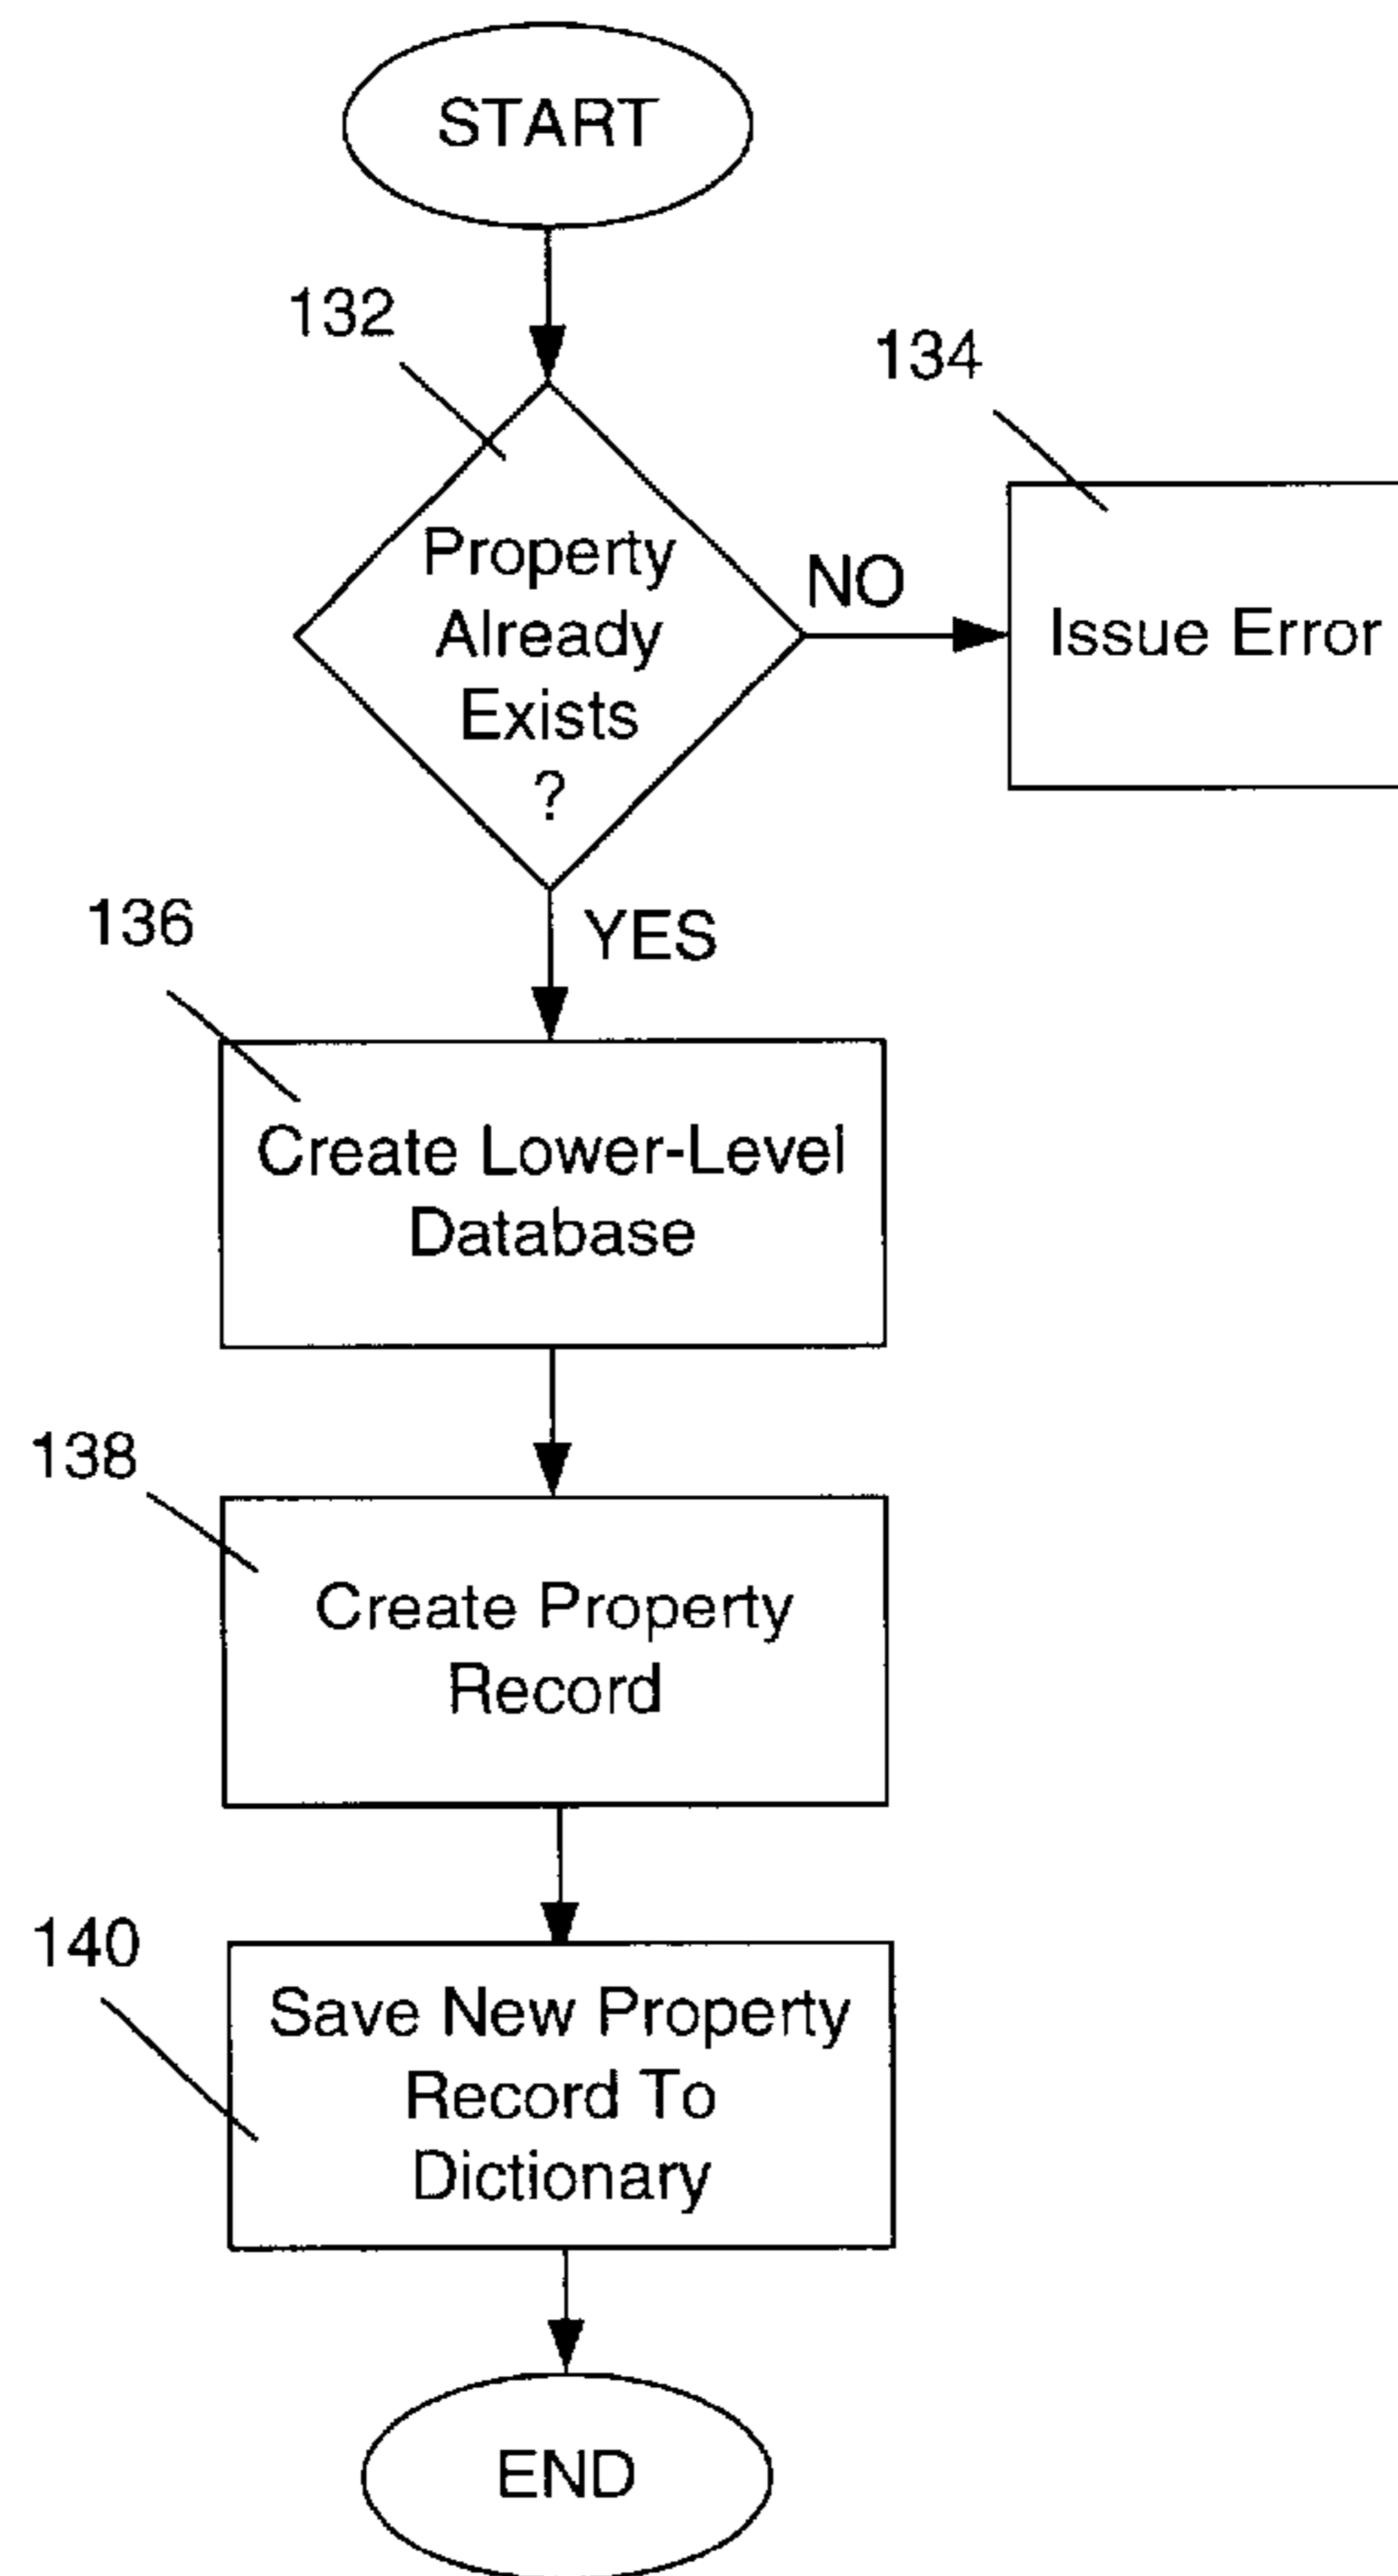 START
132
134
Property
Already
Exists
?
NO
Issue Error
YES
136
Create Lower-Level
Database
138
Create Property
Record
140
Save New Property
Record To
Dictionary
END